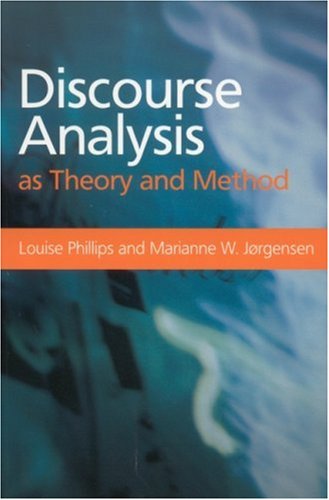 Discourse
Analysis
as Theory and Method
Louise Phillips and Marianne W. Jørgensen